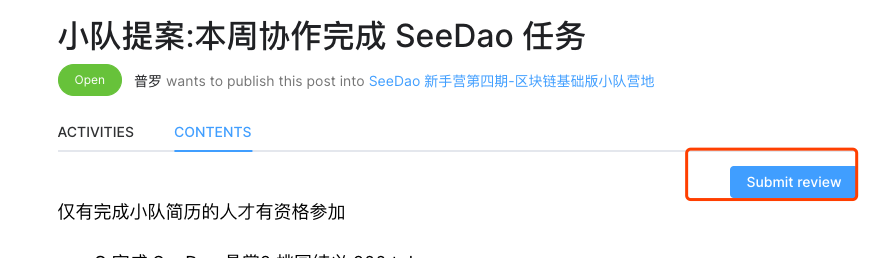 小队提案:本周协作完成 SeeDao 任务
Open 普罗 wants to publish this post into SeeDao 新手营第四期-区块链基础版小队营地
ACTIVITIES CONTENTS
Submit review
仅有完成小队简历的人才有资格参加